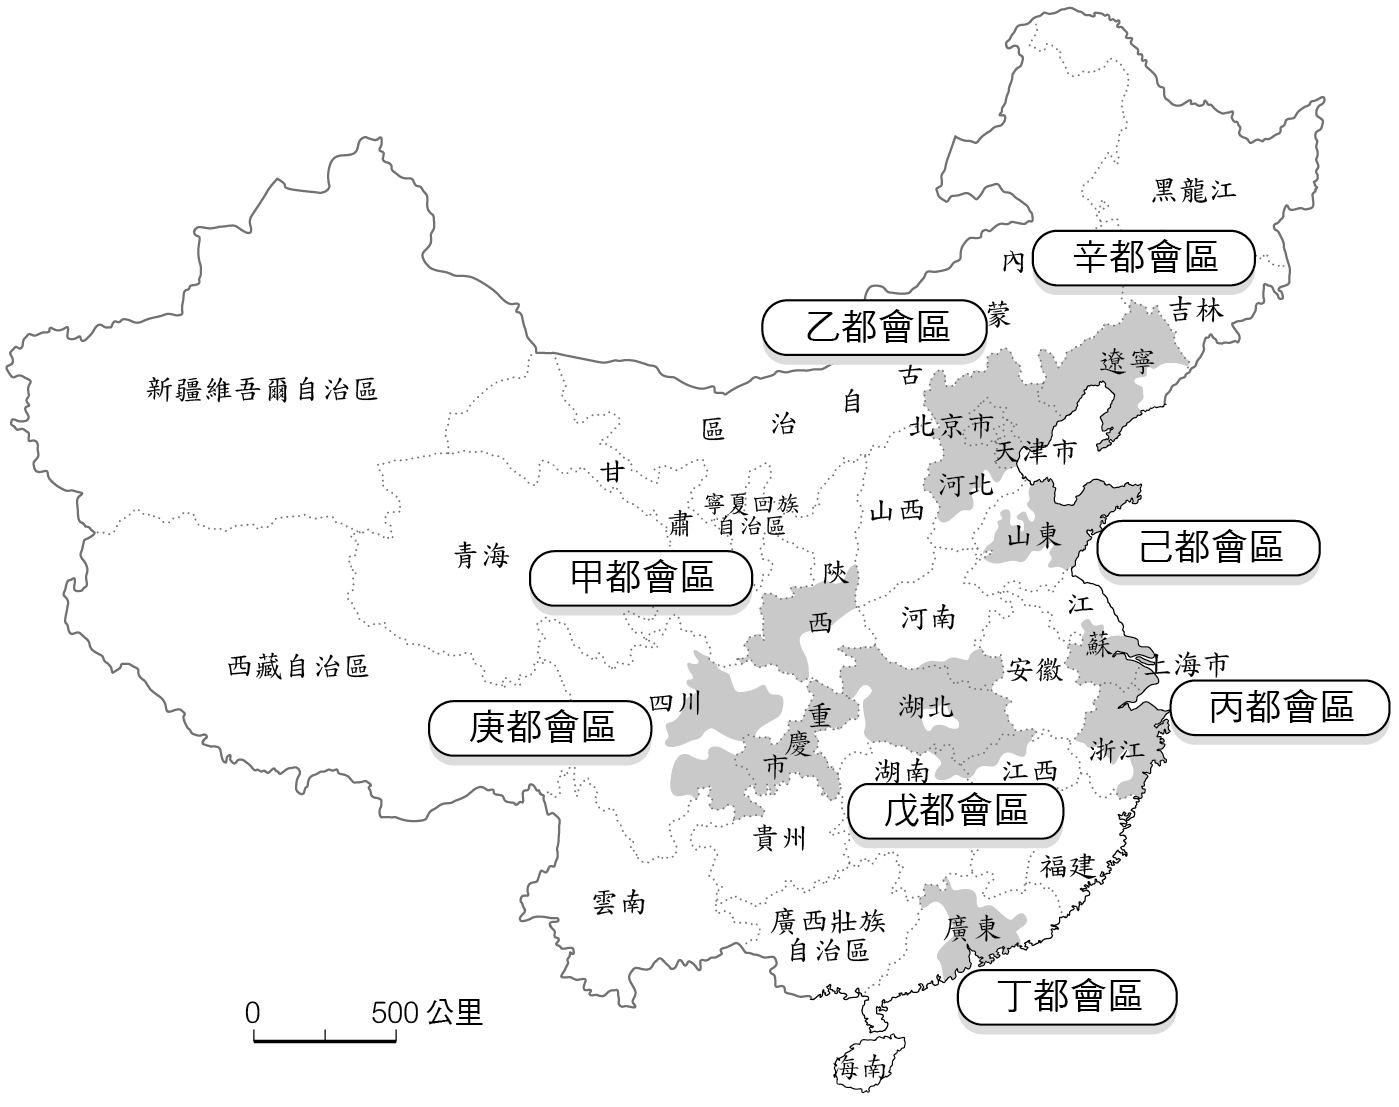 黑龍江
辛都會區
內
蒙
古
自
治
區
吉林
乙都會區
遼寧
新疆維吾爾自治區
北京市
天津市
甘
肅
河北
寧夏回族
自治區
山西
山東
己都會區
青海
甲都會區
陝
西
河南
江
蘇
西藏自治區
安徽
上海市
四川
庚都會區
重
慶
市
湖北
丙都會區
浙江
湖南
江西
戊都會區
貴州
福建
雲南
廣西壯族
自治區
廣東
丁都會區
0 500 公里
海南